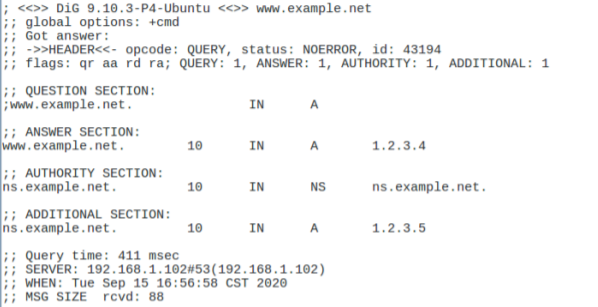 ; <<>> DiG 9.10.3-P4-Ubuntu <<>> www.example.net
;; global options: +cmd
;; Got answer:
;; ->>HEADER<<- opcode: QUERY, status: NOERROR, id: 43194
;; flags: qr aa rd ra; QUERY: 1, ANSWER: 1, AUTHORITY: 1, ADDITIONAL: 1
;; QUESTION SECTION:
;www.example.net. IN A
;; ANSWER SECTION:
www.example.net. 10 IN A 1.2.3.4
;; AUTHORITY SECTION:
ns.example.net. 10 IN NS ns.example.net.
;; ADDITIONAL SECTION:
ns.example.net. 10 IN A 1.2.3.5
;; Query time: 411 msec
;; SERVER: 192.168.1.102#53(192.168.1.102)
;; WHEN: Tue Sep 15 16:56:58 CST 2020
;; MSG SIZE rcvd: 88